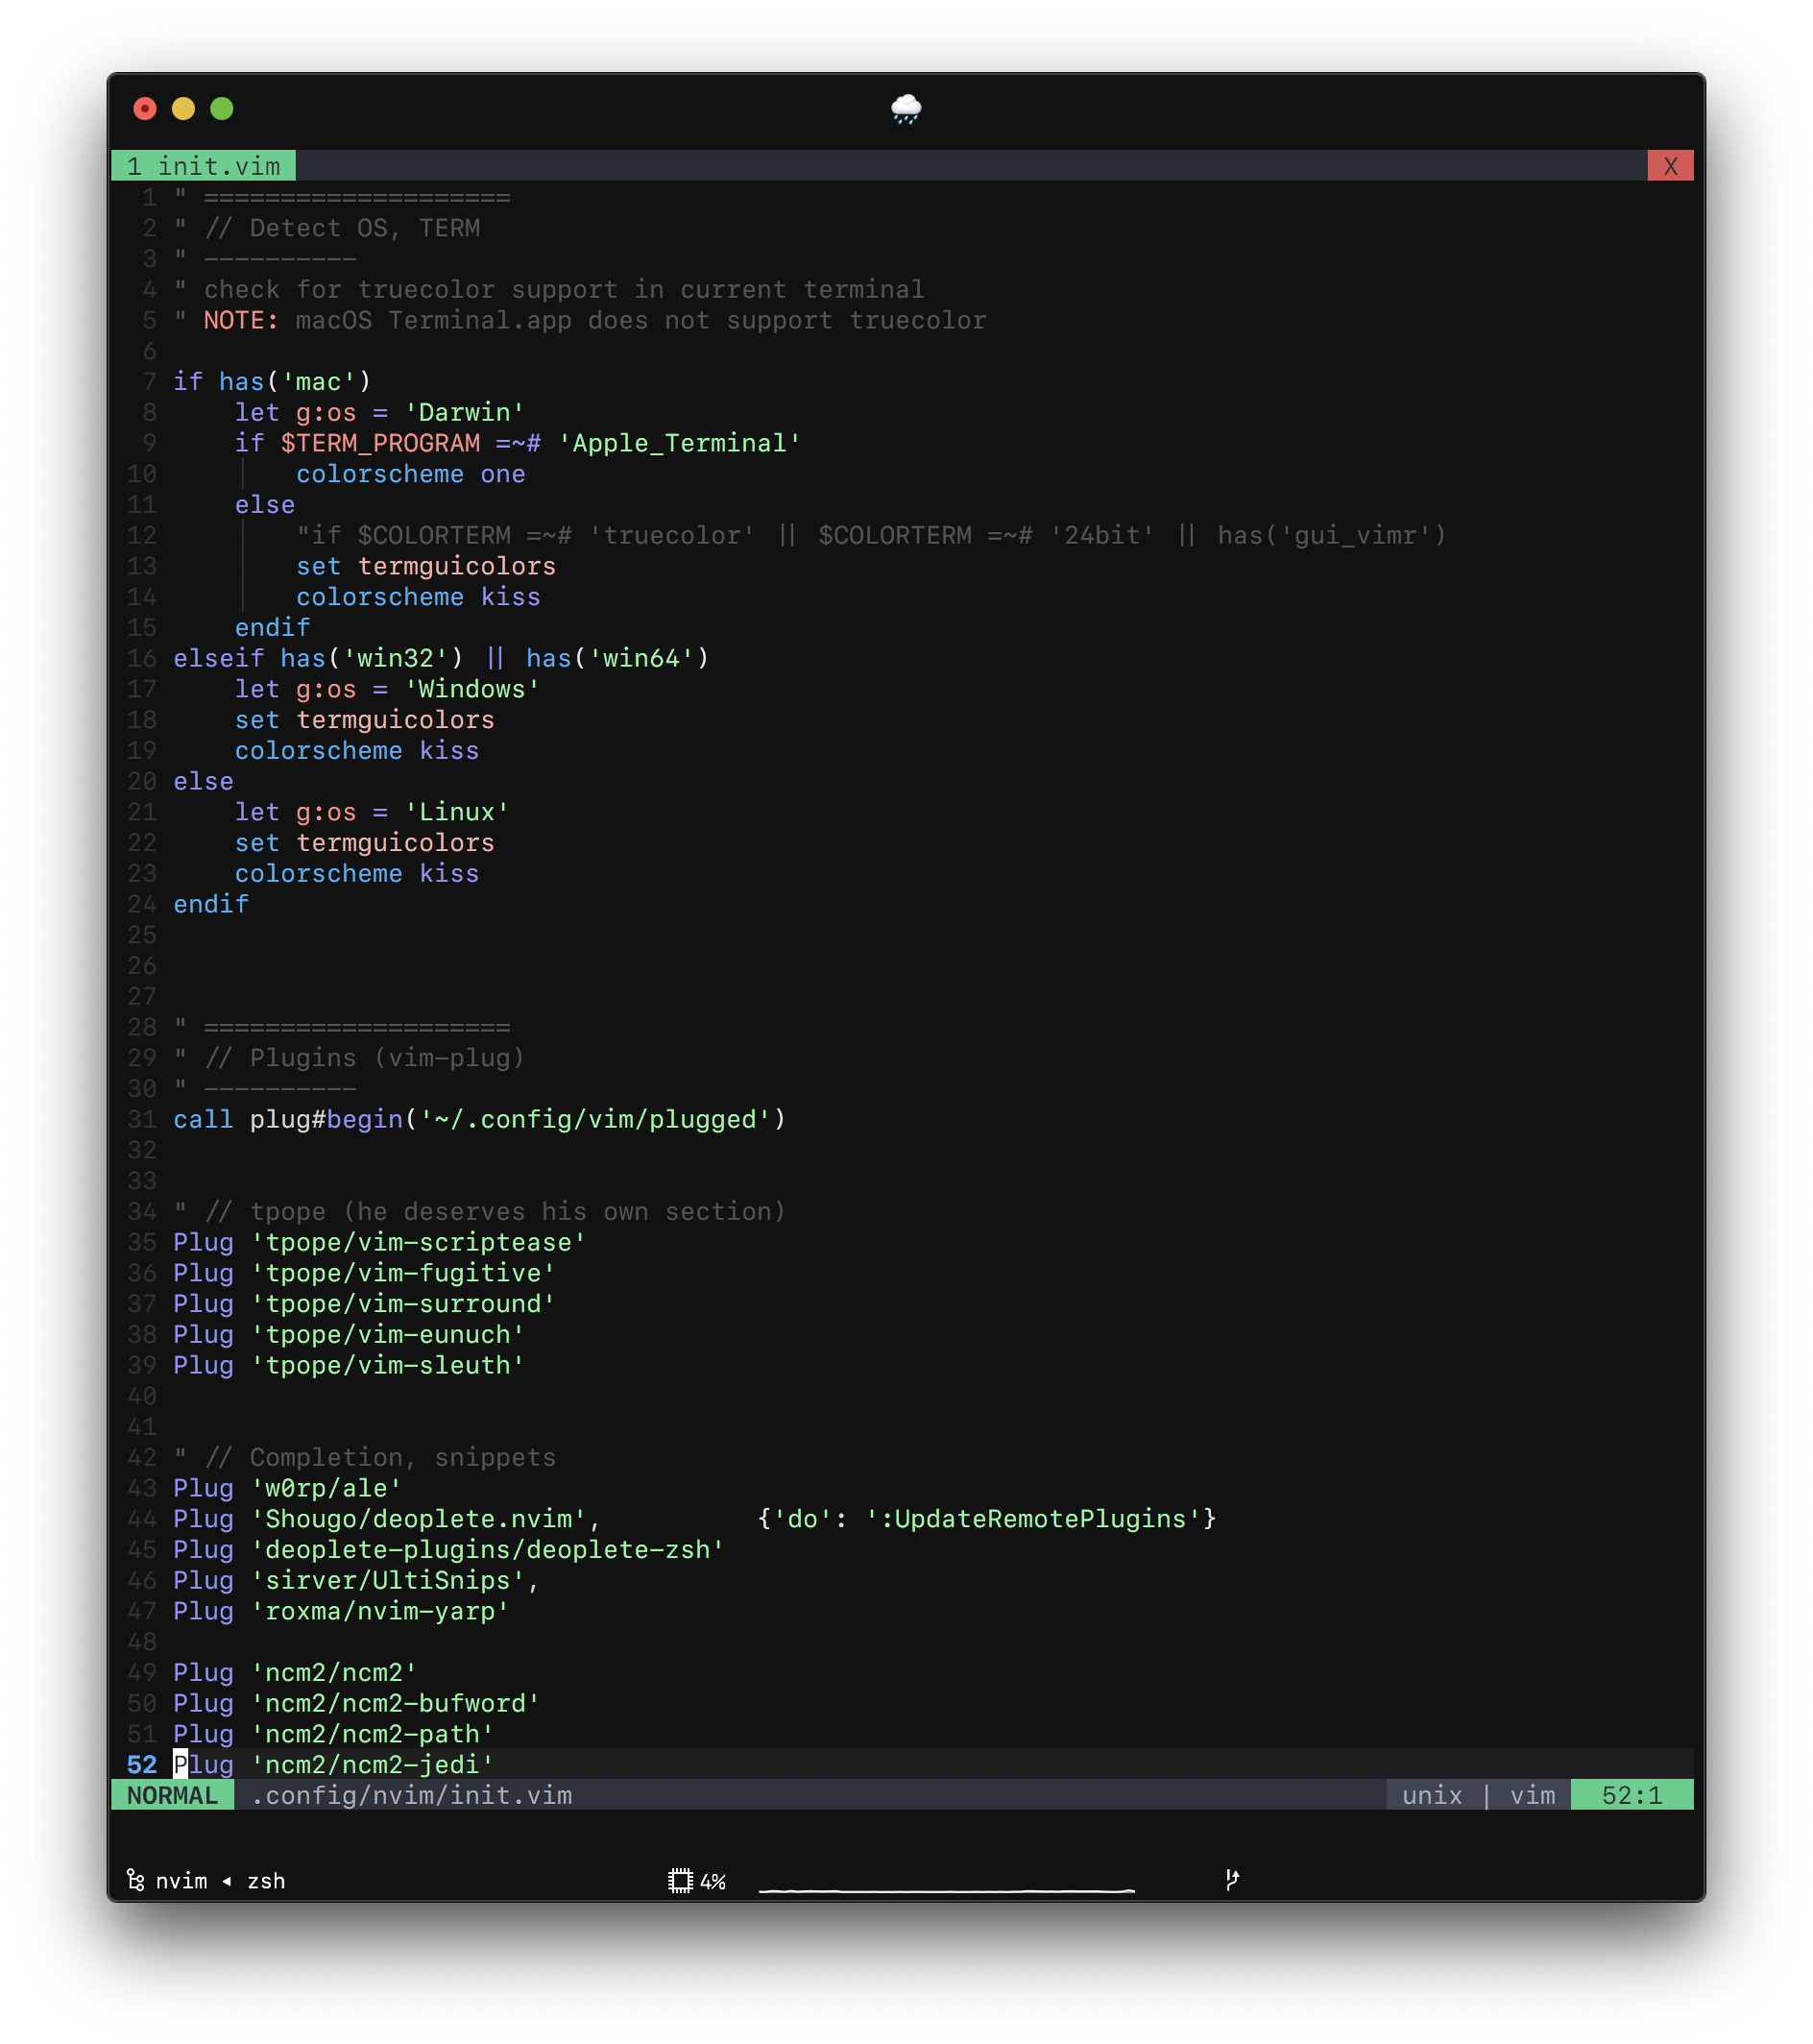 1 init.vim X
1 " ====================
2 " // Detect OS, TERM
3 " ----------
4 " check for truecolor support in current terminal
5 " NOTE: macOS Terminal.app does not support truecolor
6
7 if has('mac')
8     let g:os = 'Darwin'
9     if $TERM_PROGRAM =~# 'Apple_Terminal'
10         colorscheme one
11     else
12         "if $COLORTERM =~# 'truecolor' || $COLORTERM =~# '24bit' || has('gui_vimr')
13         set termguicolors
14         colorscheme kiss
15     endif
16 elseif has('win32') || has('win64')
17     let g:os = 'Windows'
18     set termguicolors
19     colorscheme kiss
20 else
21     let g:os = 'Linux'
22     set termguicolors
23     colorscheme kiss
24 endif
25
26
27
28 " ====================
29 " // Plugins (vim-plug)
30 " ----------
31 call plug#begin('~/.config/vim/plugged')
32
33
34 " // tpope (he deserves his own section)
35 Plug 'tpope/vim-scriptease'
36 Plug 'tpope/vim-fugitive'
37 Plug 'tpope/vim-surround'
38 Plug 'tpope/vim-eunuch'
39 Plug 'tpope/vim-sleuth'
40
41
42 " // Completion, snippets
43 Plug 'w0rp/ale'
44 Plug 'Shougo/deoplete.nvim',          {'do': ':UpdateRemotePlugins'}
45 Plug 'deoplete-plugins/deoplete-zsh'
46 Plug 'sirver/UltiSnips',
47 Plug 'roxma/nvim-yarp'
48
49 Plug 'ncm2/ncm2'
50 Plug 'ncm2/ncm2-bufword'
51 Plug 'ncm2/ncm2-path'
52 Plug 'ncm2/ncm2-jedi'
NORMAL .config/nvim/init.vim unix | vim 52:1
nvim ◂ zsh 4%